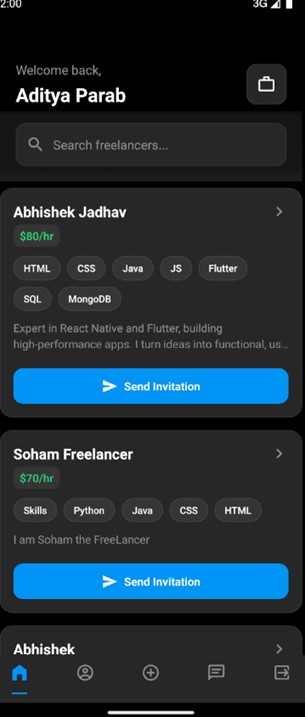 2:00
3G
Welcome back,
Aditya Parab
Search freelancers...
Abhishek Jadhav
$80/hr
HTML CSS Java JS Flutter
SQL MongoDB
Expert in React Native and Flutter, building
high-performance apps. I turn ideas into functional, us...
Send Invitation
Soham Freelancer
$70/hr
Skills Python Java CSS HTML
I am Soham the FreeLancer
Send Invitation
Abhishek